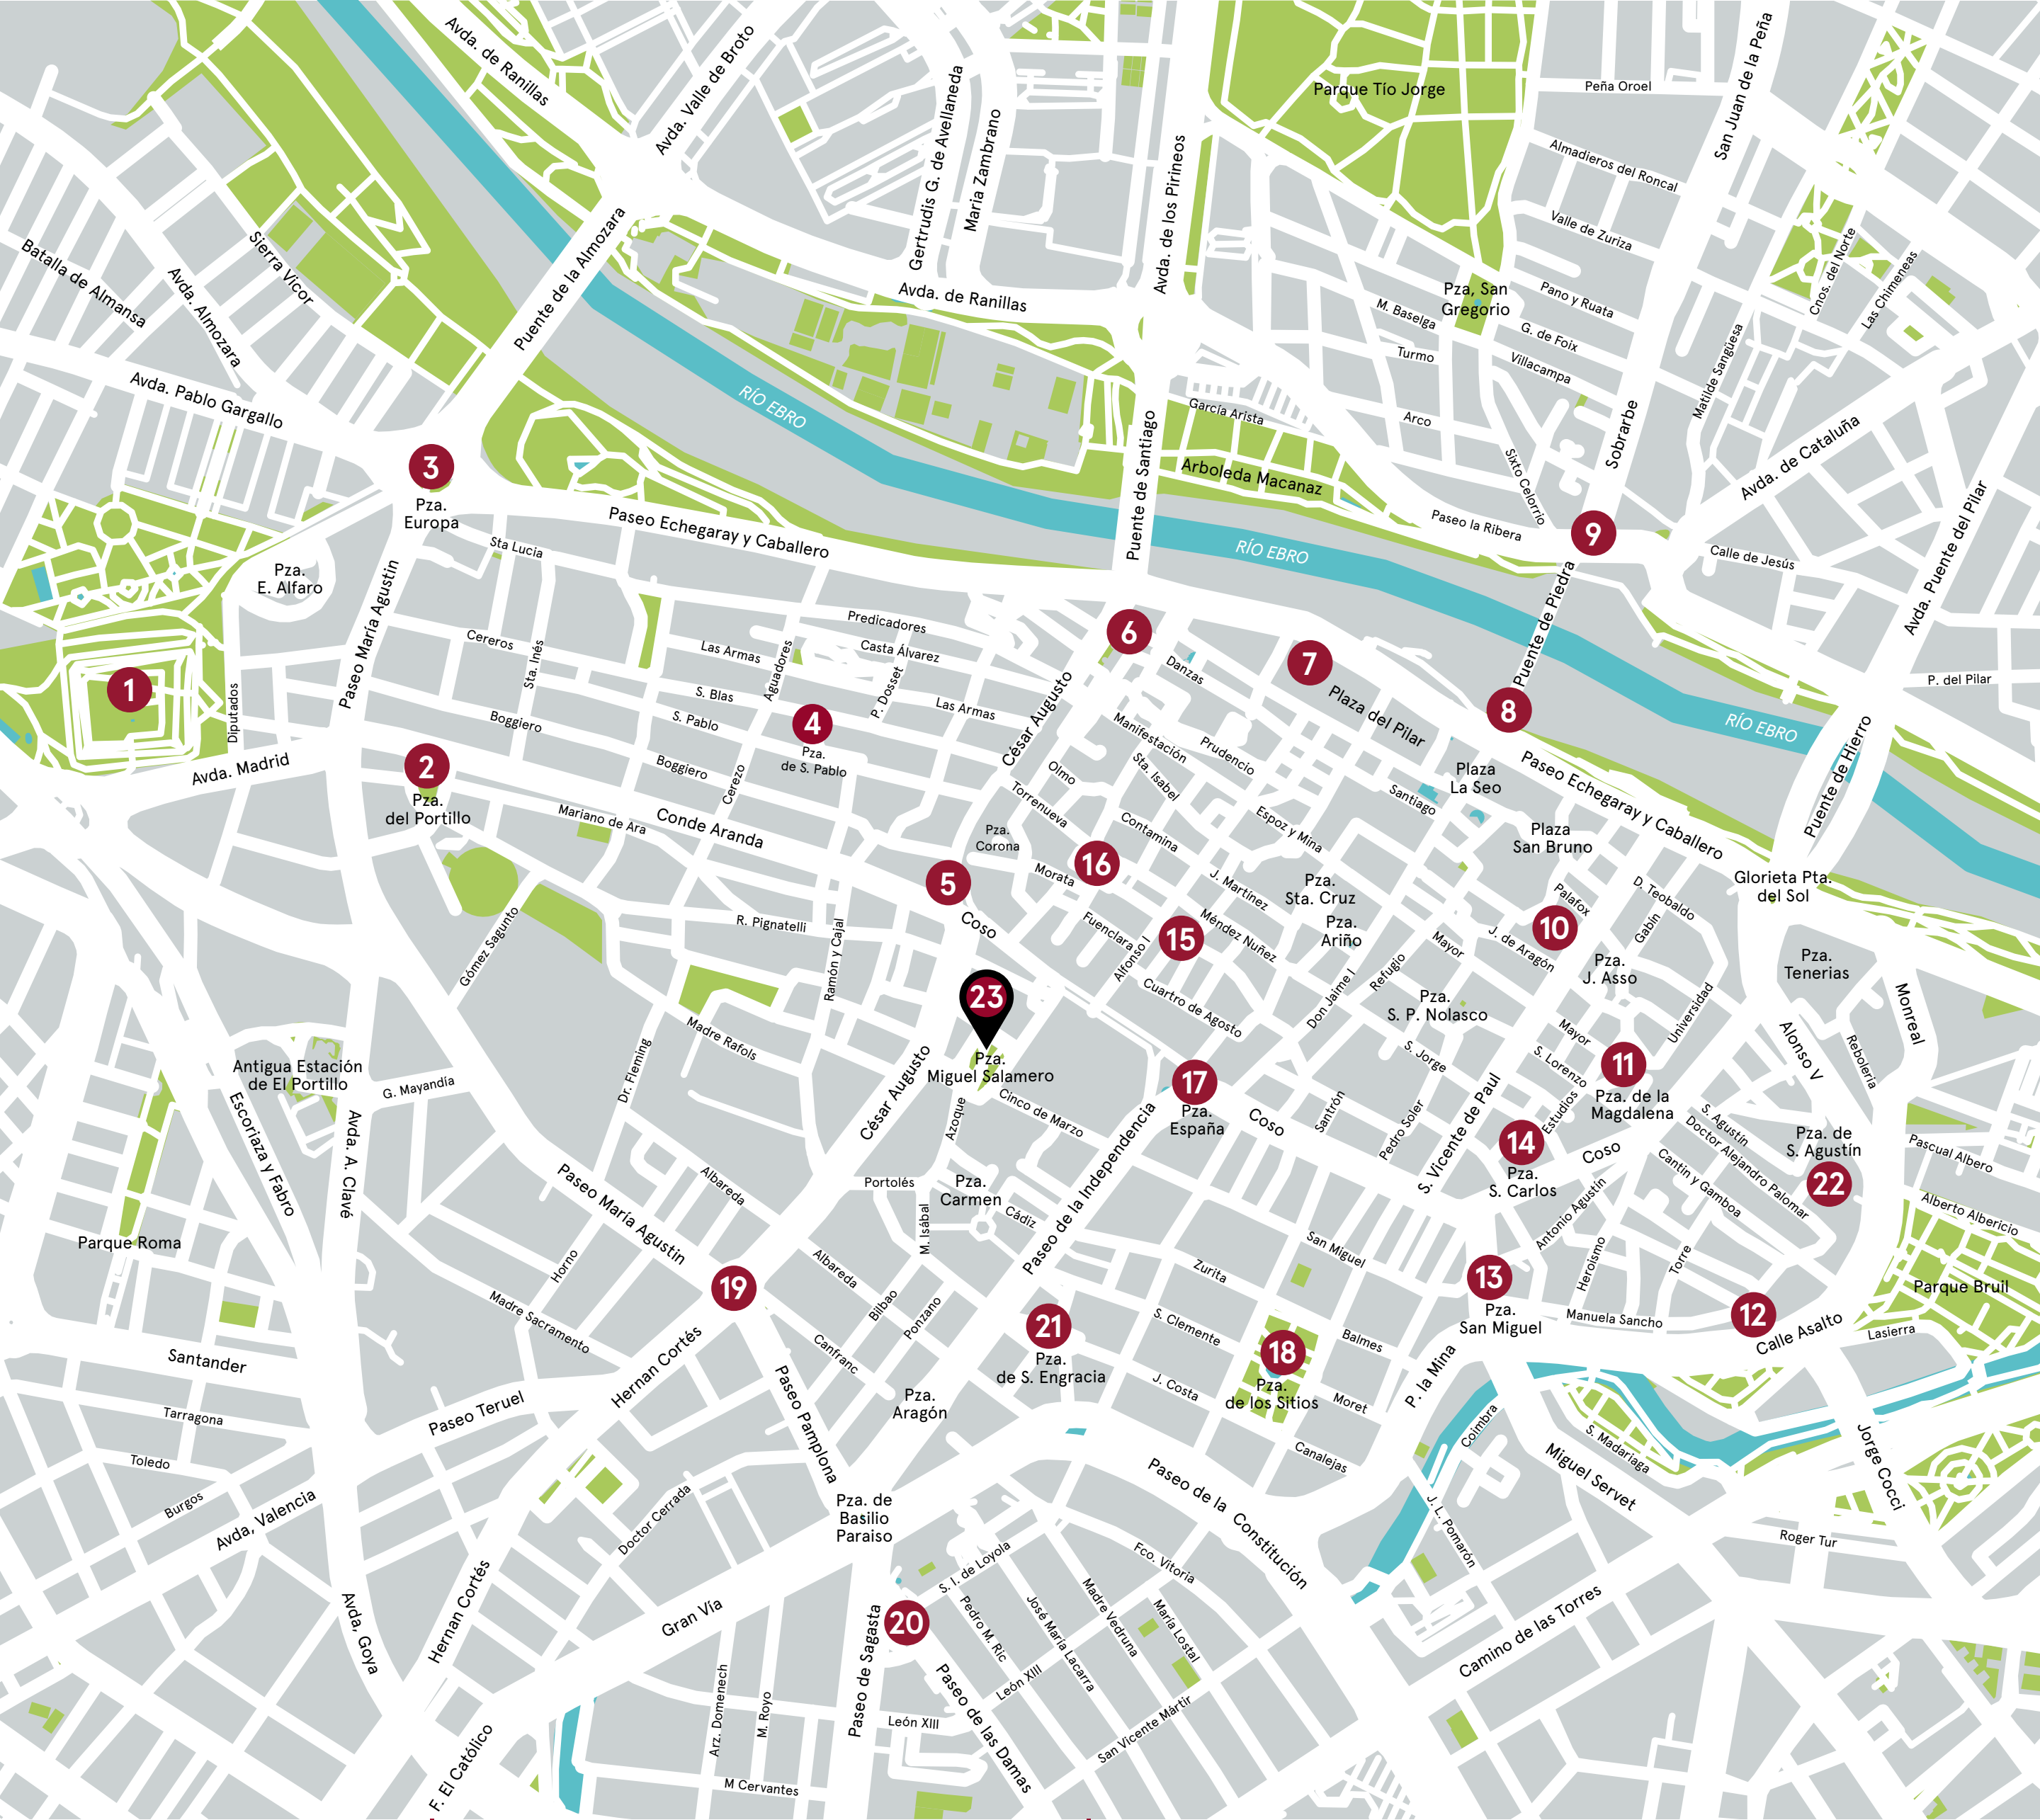 Avda. de Ranillas
Avda. Valle de Broto
Gertrudis G. de Avellaneda
Maria Zambrano
Avda. de los Pirineos
Parque Tío Jorge
Peña Oroel
San Juan de la Peña
Almadieros del Roncal
Valle de Zuriza
Cnos. del Norte
Las Chimeneas
Batalla de Almansa
Avda. Almozara
Sierra Vicor
Puente de la Almozara
Avda. de Ranillas
Pza, San
Gregorio
M. Baselga
Turmo
Pano y Ruata
G. de Foix
Villacampa
Matilde Sangüesa
Avda. Pablo Gargallo
RÍO EBRO
García Arista
Arco
Sobrarbe
Avda. de Cataluña
3
Pza.
Europa
Puente de Santiago
Arboleda Macanaz
Sixto Celorrio
Paseo la Ribera
9
Avda. Puente del Pilar
Paseo Echegaray y Caballero
Sta Lucia
RÍO EBRO
Calle de Jesús
Pza.
E. Alfaro
Paseo María Agustin
Puente de Piedra
Cereros
Sta. Inés
Predicadores
Las Armas
Casta Álvarez
Aguadores
P. Dosset
6
Danzas
7
Plaza del Pilar
8
P. del Pilar
1
Diputados
S. Blas
S. Pablo
Las Armas
4
Pza.
de S. Pablo
Boggiero
Boggiero
Cerezo
César Augusto
Manifestación
Prudencio
Sta. Isabel
Olmo
Torrenueva
RÍO EBRO
Puente de Hierro
Avda. Madrid
2
Pza.
del Portillo
Mariano de Ara
Conde Aranda
Plaza
La Seo
Santiago
Paseo Echegaray y Caballero
Plaza
San Bruno
Espoz y Mina
Contamina
Pza.
Corona
16
Morata
5
Coso
J. Martínez
Pza.
Sta. Cruz
Pza.
Ariño
Glorieta Pta.
del Sol
D. Teobaldo
Palafox
Gabín
10
J. de Aragón
Pza.
J. Asso
Pza.
Tenerias
R. Pignatelli
Ramón y Cajal
Gómez Sagunto
Fuenclara
Alfonso I
15
Méndez Nuñez
Cuartro de Agosto
Mayor
Refugio
Don Jaime I
Pza.
S. P. Nolasco
Universidad
Monreal
23
Pza.
Miguel Salamero
Madre Rafols
Dr. Fleming
Antigua Estación
de El Portillo
G. Mayandía
César Augusto
Azoque
Cinco de Marzo
17
Pza.
España
Coso
S. Jorge
Mayor
S. Lorenzo
11
Pza. de la
Magdalena
Alonso V
Rebolería
Escoriaza y Fabro
Avda. A. Clavé
Santrón
Pedro Soler
S. Vicente de Paul
Estudios
14
Pza.
S. Carlos
Coso
S. Agustín
Doctor Alejandro Palomar
Cantin y Gamboa
Pza. de
S. Agustín
22
Pascual Albero
Alberto Albericio
Parque Roma
Paseo María Agustin
Albareda
Portolés
Pza.
Carmen
M. Isábal
Cádiz
Paseo de la Independencia
San Miguel
Antonio Agustín
Heroismo
Torre
Horno
19
Albareda
Bilbao
Ponzano
Zurita
13
Pza.
San Miguel
Manuela Sancho
12
Calle Asalto
Parque Bruil
Lasierra
Madre Sacramento
Hernan Cortés
Canfranc
21
Pza.
de S. Engracia
S. Clemente
18
Pza.
de los Sitios
Balmes
Santander
Paseo Teruel
Paseo Pamplona
Pza.
Aragón
J. Costa
Moret
P. la Mina
Tarragona
Toledo
Burgos
Avda, Valencia
Canalejas
Coimbra
S. Madariaga
Miguel Servet
Jorge Cocci
Doctor Cerrada
Pza. de
Basilio
Paraiso
Paseo de la Constitución
J. L. Pomarón
Roger Tur
Avda, Goya
Hernan Cortés
Gran Vía
S. I. de Loyola
Fco. Vitoria
20
Paseo de Sagasta
Pedro M. Ric
José María Lacarra
Madre Vedruna
María Lostal
Camino de las Torres
León XIII
León XIII
San Vicente Mártir
Paseo de las Damas
Arz. Domenech
M. Royo
M Cervantes
F. El Católico